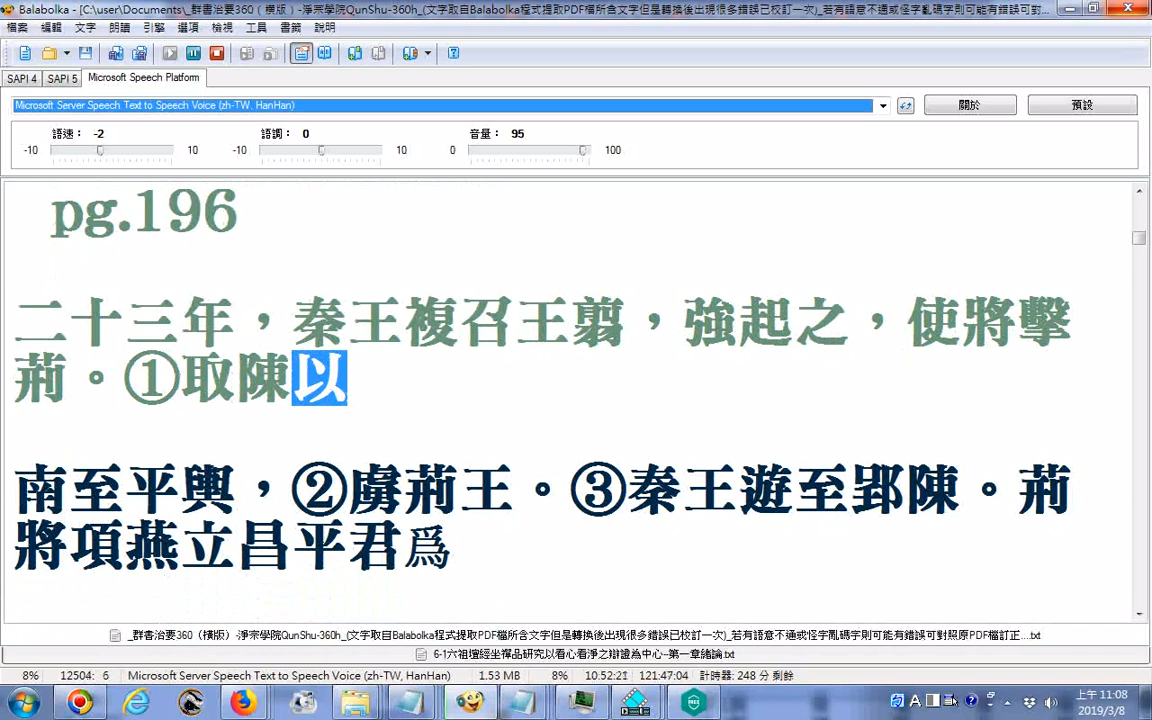 Balabolka - [C:\user\Documents\_群書治要360（橫版）-淨宗學院QunShu-360h_(文字取自Balabolka程式提取PDF檔所含文字但是轉換後出現很多錯誤已校訂一次)_若有語意不通或怪字亂碼字則可能有錯誤可對...
檔案 編輯 文字 朗讀 引擎 選項 檢視 工具 書籤 說明
SAPI 4 SAPI 5 Microsoft Speech Platform
Microsoft Server Speech Text to Speech Voice (zh-TW, HanHan) 關於 預設
語速： -2 語調： 0 音量： 95
-10 10 -10 10 0 100
pg.196
二十三年，秦王複召王翦，強起之，使將擊
荊。①取陳以
南至平輿，②虜荊王。③秦王遊至郢陳。荊
將項燕立昌平君爲
_群書治要360（橫版）-淨宗學院QunShu-360h_(文字取自Balabolka程式提取PDF檔所含文字但是轉換後出現很多錯誤已校訂一次)_若有語意不通或怪字亂碼字則可能有錯誤可對照原PDF檔訂正....txt
6-1六祖壇經坐禪品研究以看心看淨之辯證為中心--第一章緒論.txt
8% 12504: 6 Microsoft Server Speech Text to Speech Voice (zh-TW, HanHan) 1.53 MB 8% 10:52:21 121:47:04 計時器: 248 分 剩餘
上午 11:08
2019/3/8